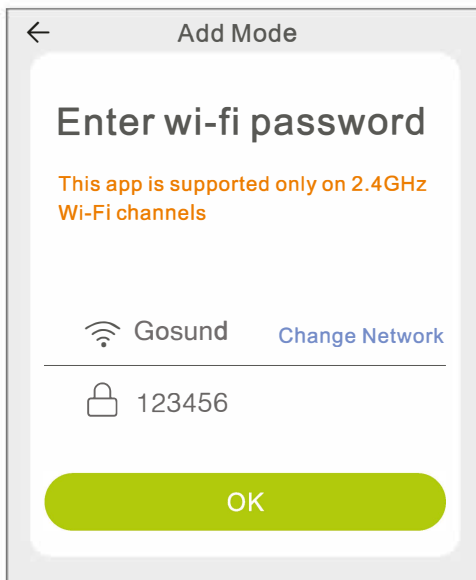 Add Mode
Enter wi-fi password
This app is supported only on 2.4GHz
Wi-Fi channels
Gosund Change Network
123456
OK